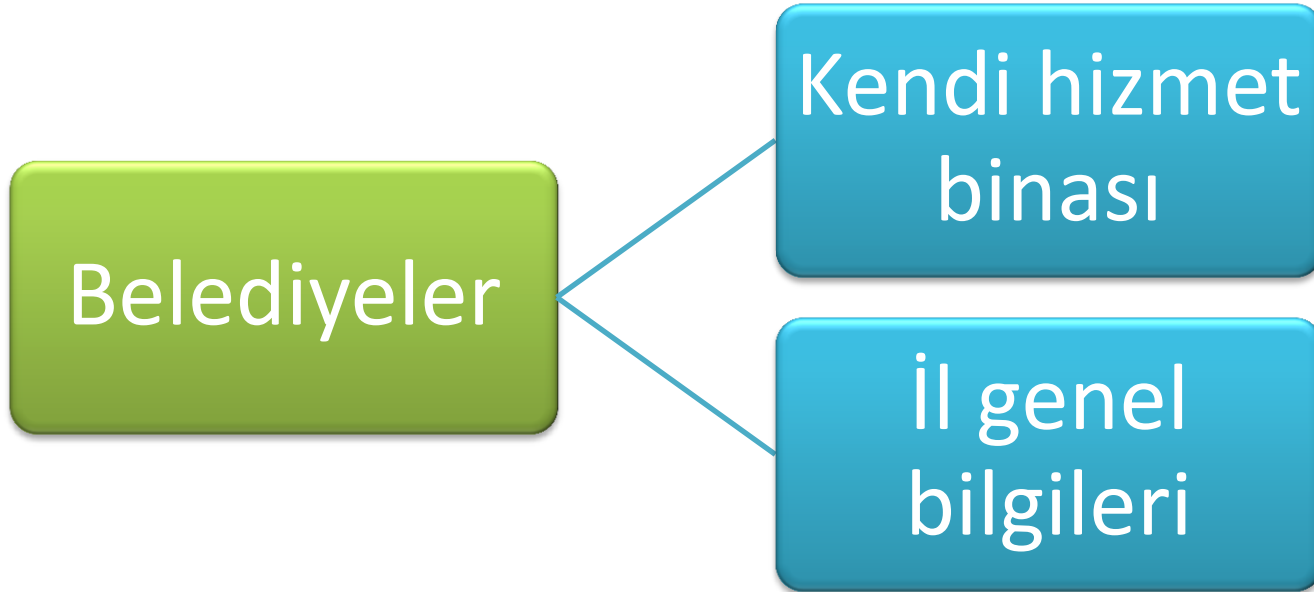 Belediyeler
Kendi hizmet
binası
İl genel
bilgileri